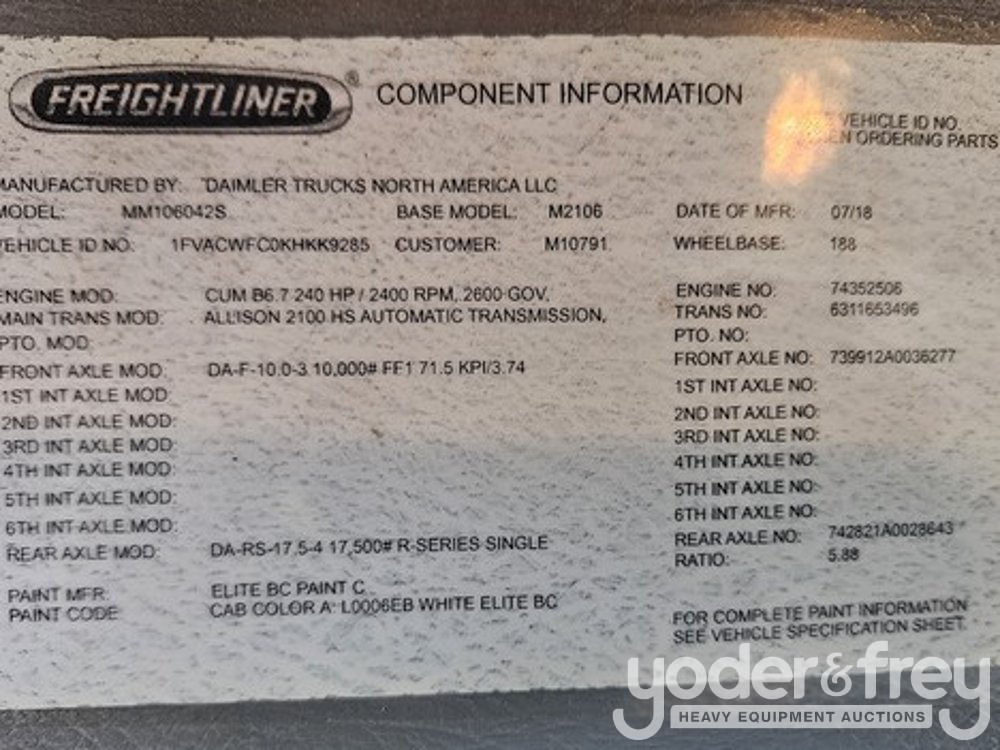 FREIGHTLINER® COMPONENT INFORMATION
VEHICLE ID NO.
ORDERING PARTS
MANUFACTURED BY: DAIMLER TRUCKS NORTH AMERICA LLC
MODEL: MM106042S BASE MODEL: M2106 DATE OF MFR: 07/18
VEHICLE ID NO: 1FVACWFC0KHKK9285 CUSTOMER: M10791 WHEELBASE: 188
ENGINE MOD: CUM B6.7 240 HP / 2400 RPM, 2600 GOV, ENGINE NO: 74352506
MAIN TRANS MOD: ALLISON 2100 HS AUTOMATIC TRANSMISSION, TRANS NO: 6311653496
PTO. MOD: PTO. NO:
FRONT AXLE MOD: DA-F-10.0-3 10,000# FF1 71.5 KPI/3.74 FRONT AXLE NO: 739912A0036277
1ST INT AXLE MOD: 1ST INT AXLE NO:
2ND INT AXLE MOD: 2ND INT AXLE NO:
3RD INT AXLE MOD: 3RD INT AXLE NO:
4TH INT AXLE MOD: 4TH INT AXLE NO:
5TH INT AXLE MOD: 5TH INT AXLE NO:
6TH INT AXLE MOD: 6TH INT AXLE NO:
REAR AXLE MOD: DA-RS-17.5-4 17,500# R-SERIES SINGLE REAR AXLE NO: 742821A0028643
RATIO: 5.88
PAINT MFR: ELITE BC PAINT C
PAINT CODE: CAB COLOR A: L0006EB WHITE ELITE BC
FOR COMPLETE PAINT INFORMATION
SEE VEHICLE SPECIFICATION SHEET.
yoder&frey
HEAVY EQUIPMENT AUCTIONS